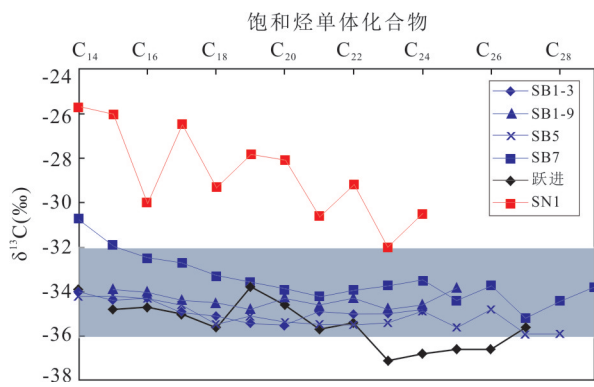 饱和烃单体化合物
C₁₄ C₁₆ C₁₈ C₂₀ C₂₂ C₂₄ C₂₆ C₂₈
-24
-26
-28
-30
-32
-34
-36
-38
δ¹³C(‰)
SB1-3
SB1-9
SB5
SB7
跃进
SN1